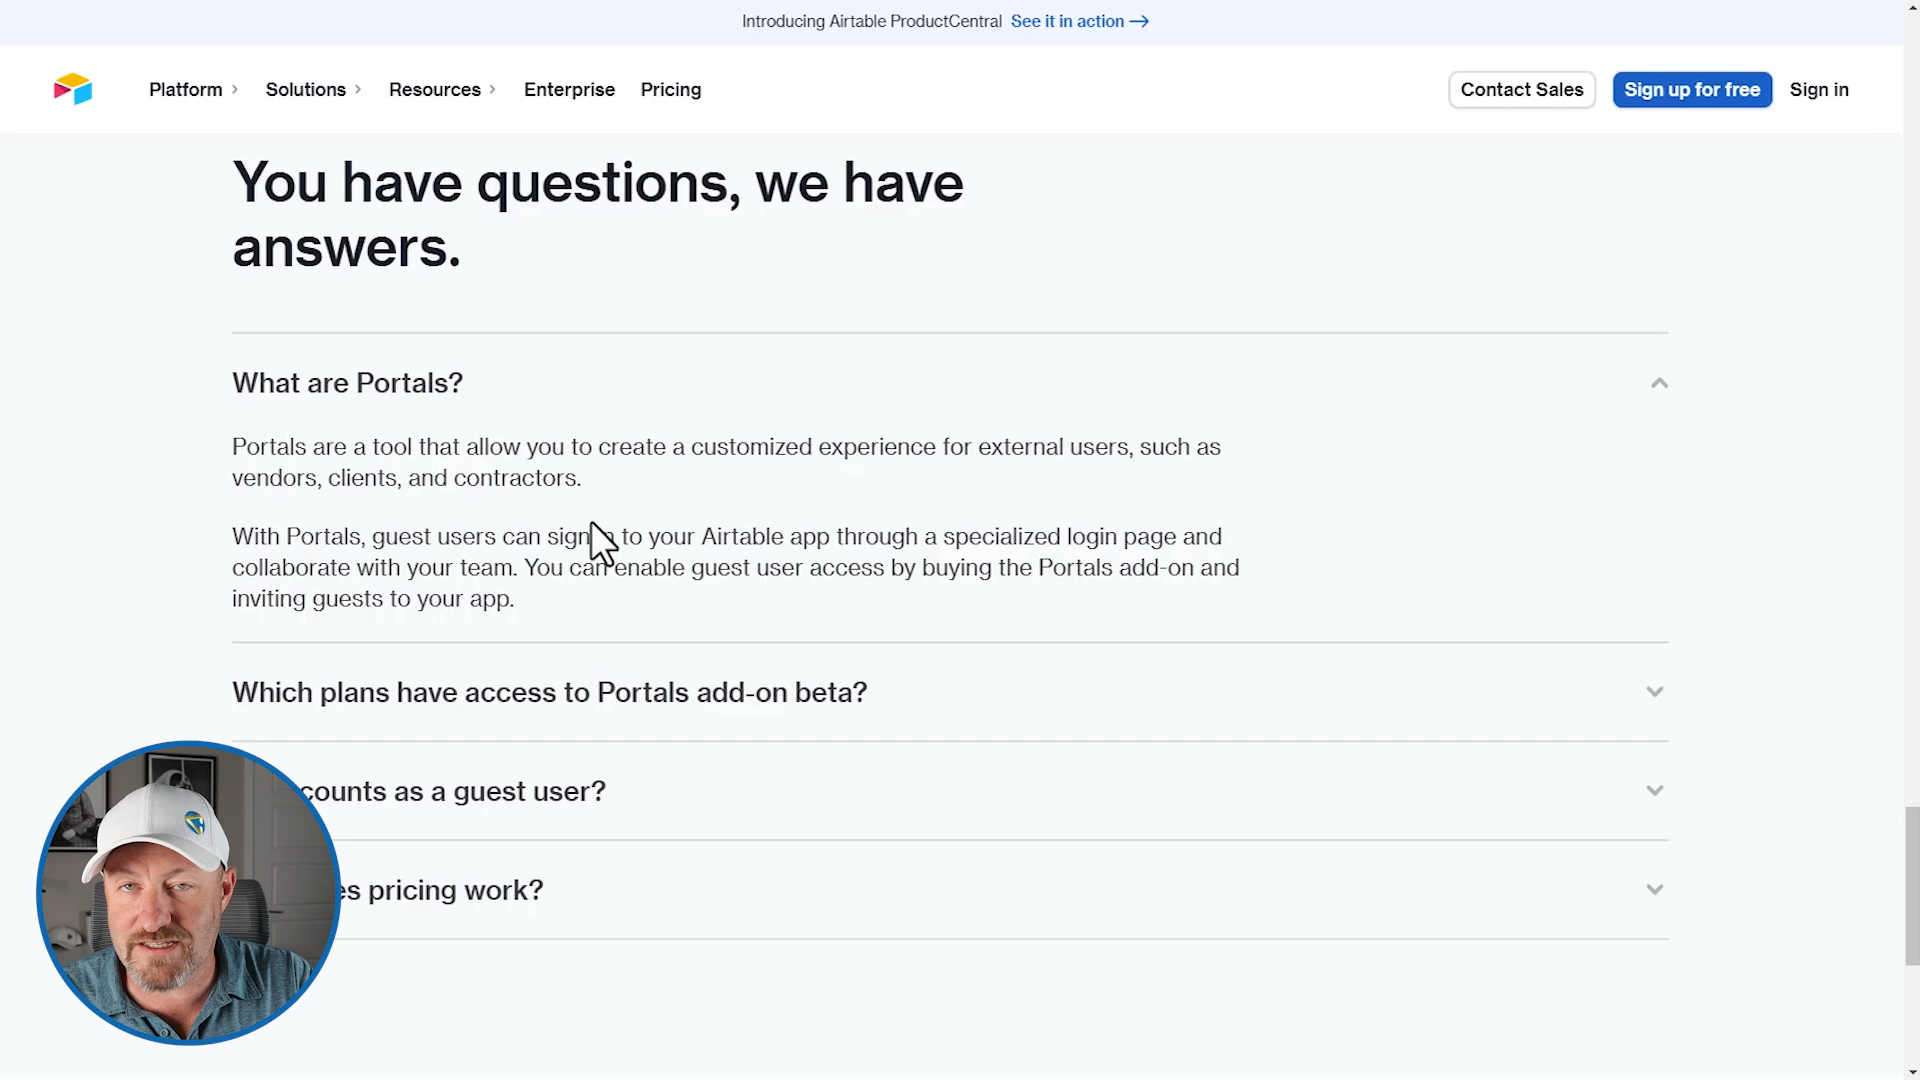 Introducing Airtable ProductCentral See it in action →
Platform Solutions Resources Enterprise Pricing Contact Sales Sign up for free Sign in
You have questions, we have
answers.
What are Portals?
Portals are a tool that allow you to create a customized experience for external users, such as
vendors, clients, and contractors.
With Portals, guest users can sign to your Airtable app through a specialized login page and
collaborate with your team. You can enable guest user access by buying the Portals add-on and
inviting guests to your app.
Which plans have access to Portals add-on beta?
counts as a guest user?
pricing work?